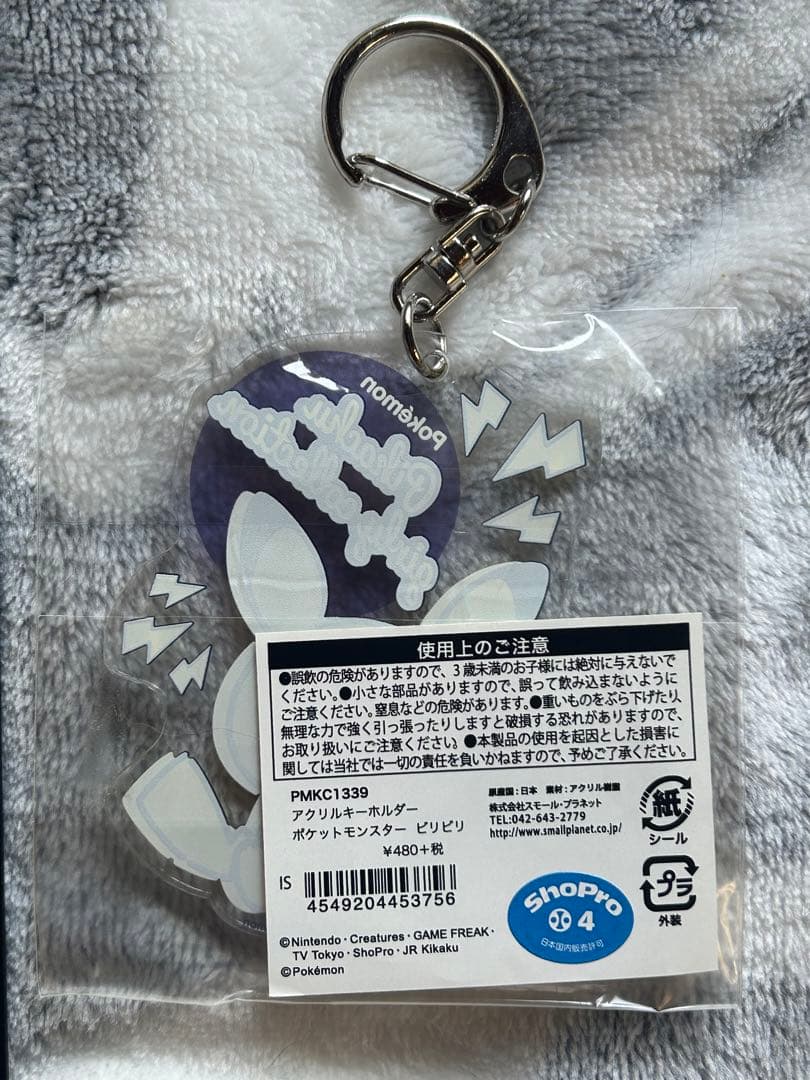 Pokémon
Pikachu
girly collection
使用上のご注意
●誤飲の危険がありますので、3歳未満のお子様には絶対に与えないで
ください。●小さな部品がありますので、誤って飲み込まないように
ご注意ください。窒息などの危険があります。●重いものをぶら下げたり、
無理な力で強く引っ張ったりしますと破損する恐れがありますので、
お取り扱いにご注意ください。●本製品の使用を起因とした損害に
関しては当社では一切の責任を負いかねますので、予めご了承ください。
PMKC1339
アクリルキーホルダー
ポケットモンスター ビリビリ
¥480+税
原産国:日本 素材:アクリル樹脂
株式会社スモール・プラネット
TEL:042-643-2779
http://www.smallplanet.co.jp/
紙
シール
プラ
外装
IS
4549204453756
ShoPro
4
日本国内販売許可
©Nintendo・Creatures・GAME FREAK・
TV Tokyo・ShoPro・JR Kikaku
©Pokémon